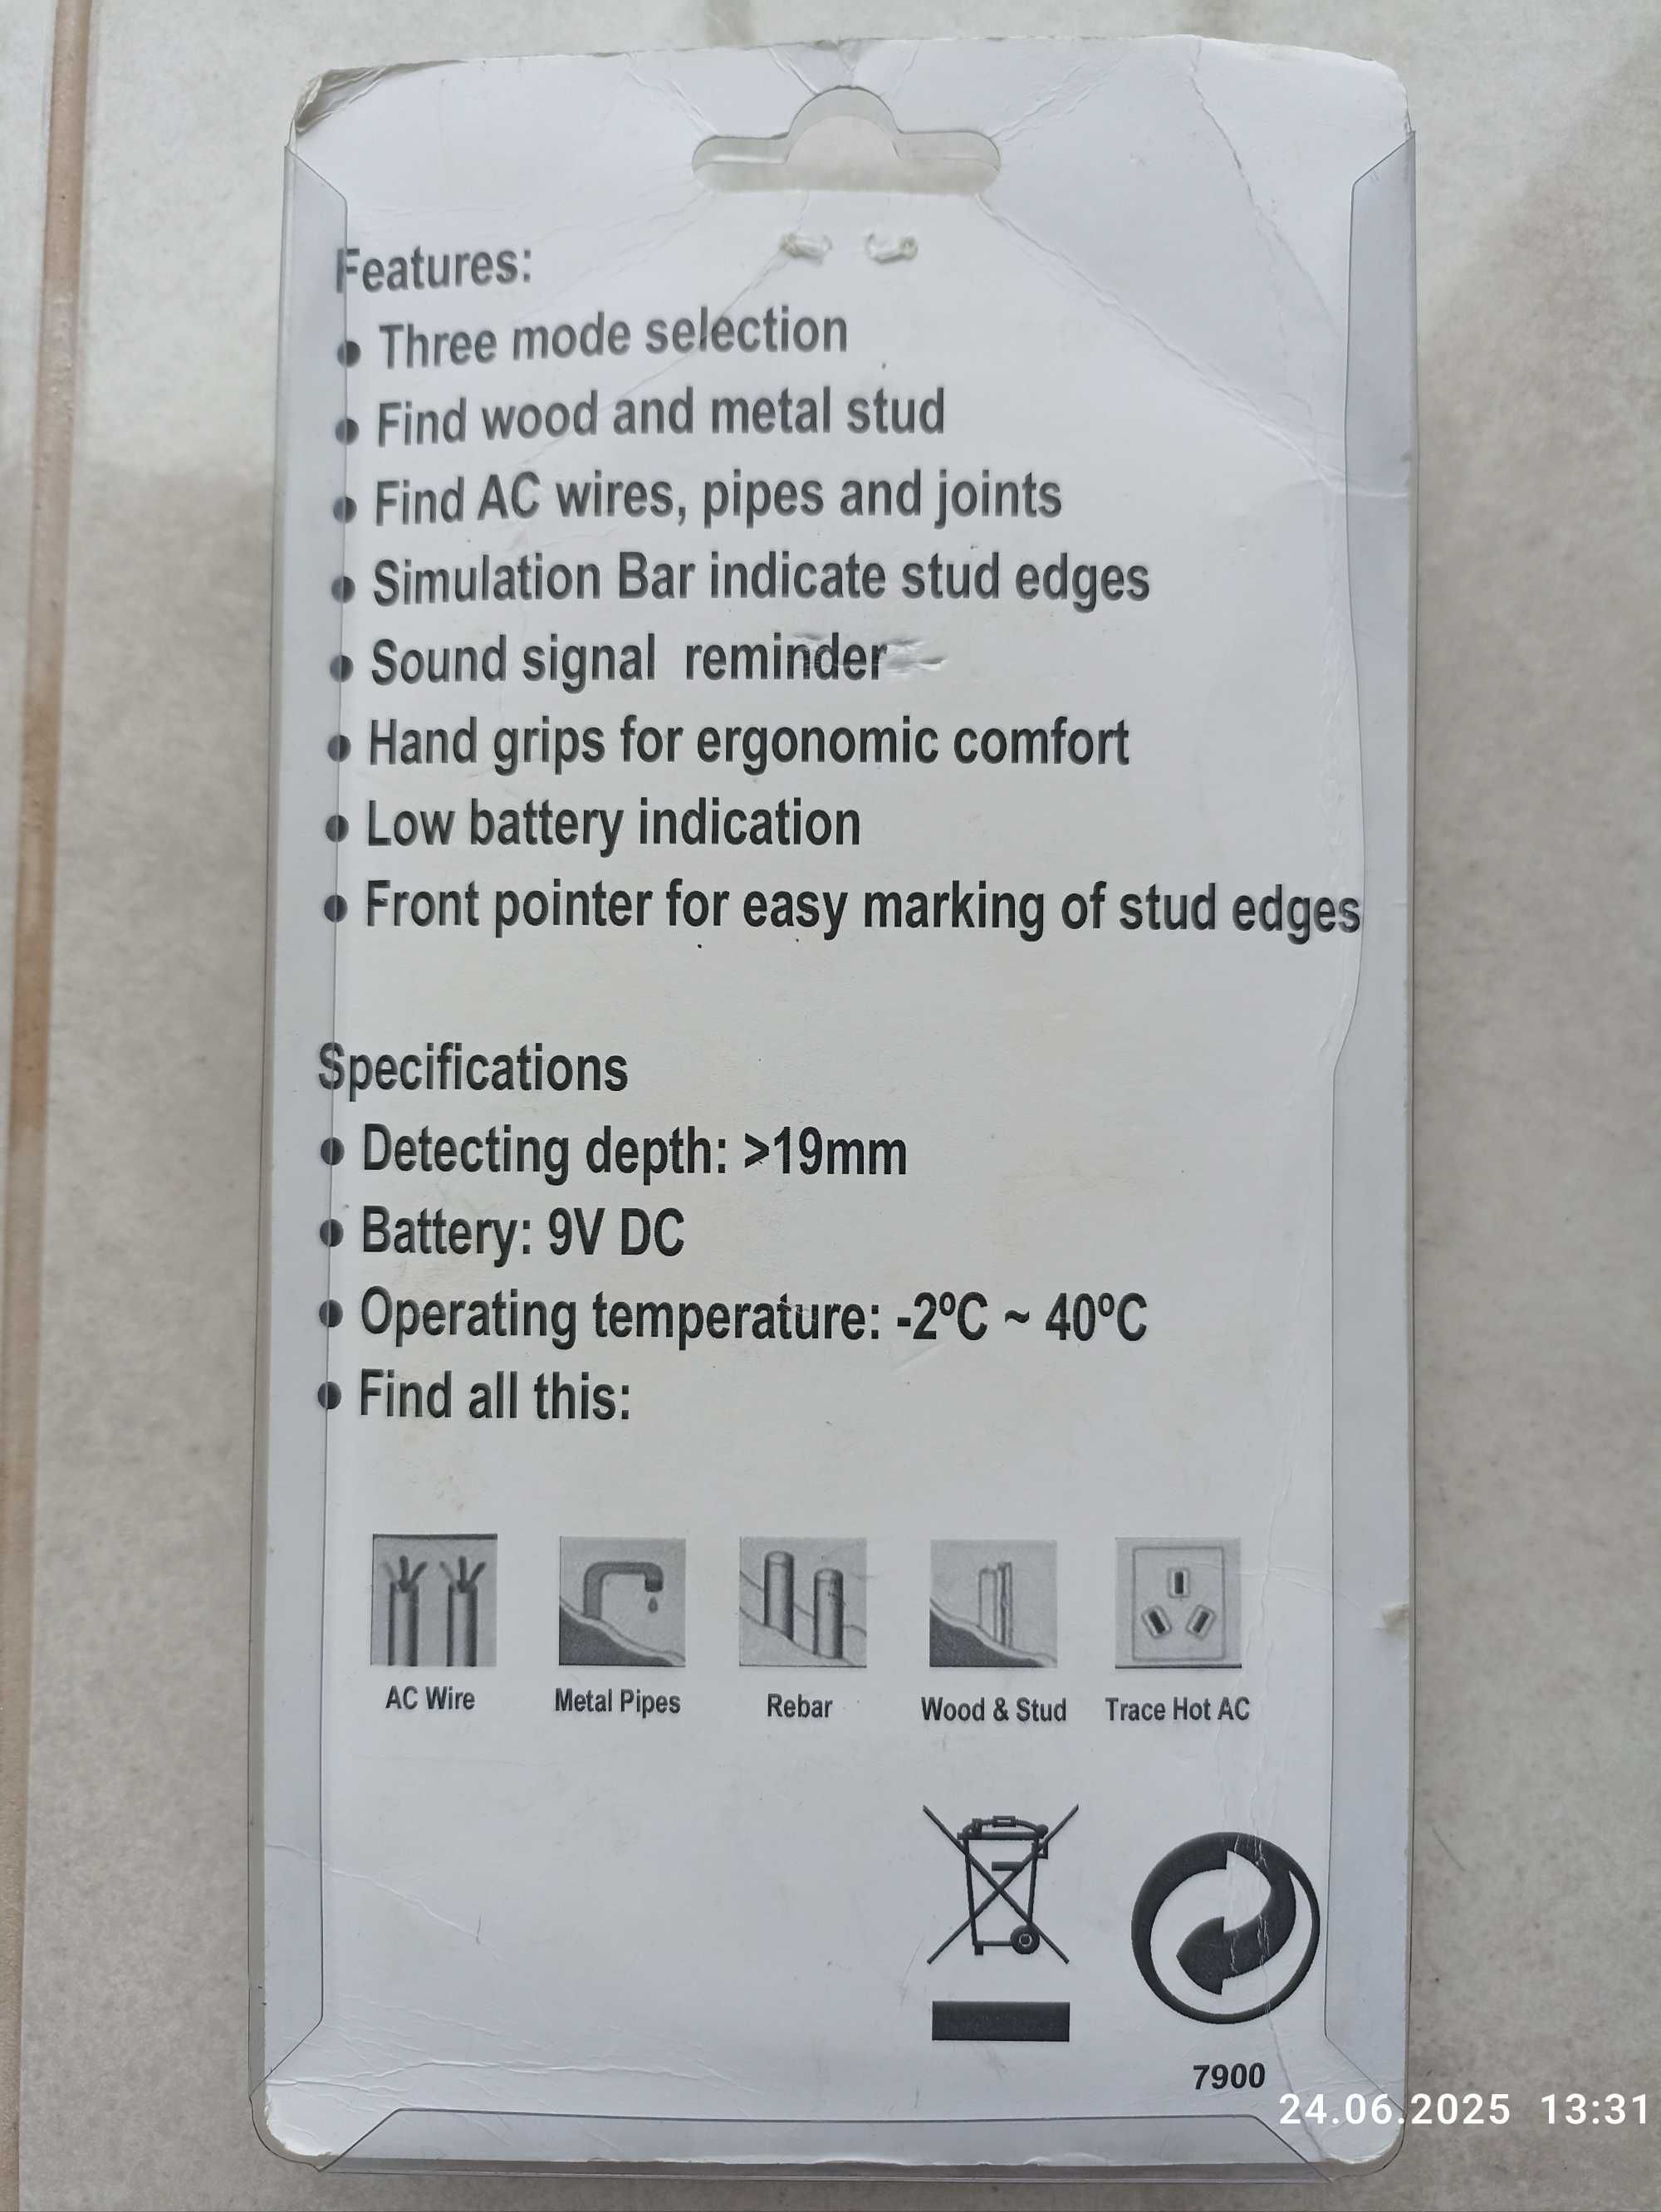 Features:
● Three mode selection
● Find wood and metal stud
● Find AC wires, pipes and joints
● Simulation Bar indicate stud edges
● Sound signal reminder
● Hand grips for ergonomic comfort
● Low battery indication
● Front pointer for easy marking of stud edges
Specifications
● Detecting depth: >19mm
● Battery: 9V DC
● Operating temperature: -2ºC ~ 40ºC
● Find all this:
AC Wire Metal Pipes Rebar Wood & Stud Trace Hot AC
7900
24.06.2025 13:31